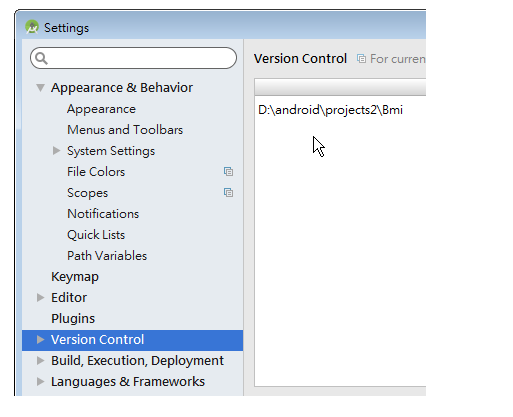 Settings
Version Control For curren
D:\android\projects2\Bmi
Appearance & Behavior
Appearance
Menus and Toolbars
System Settings
File Colors
Scopes
Notifications
Quick Lists
Path Variables
Keymap
Editor
Plugins
Version Control
Build, Execution, Deployment
Languages & Frameworks